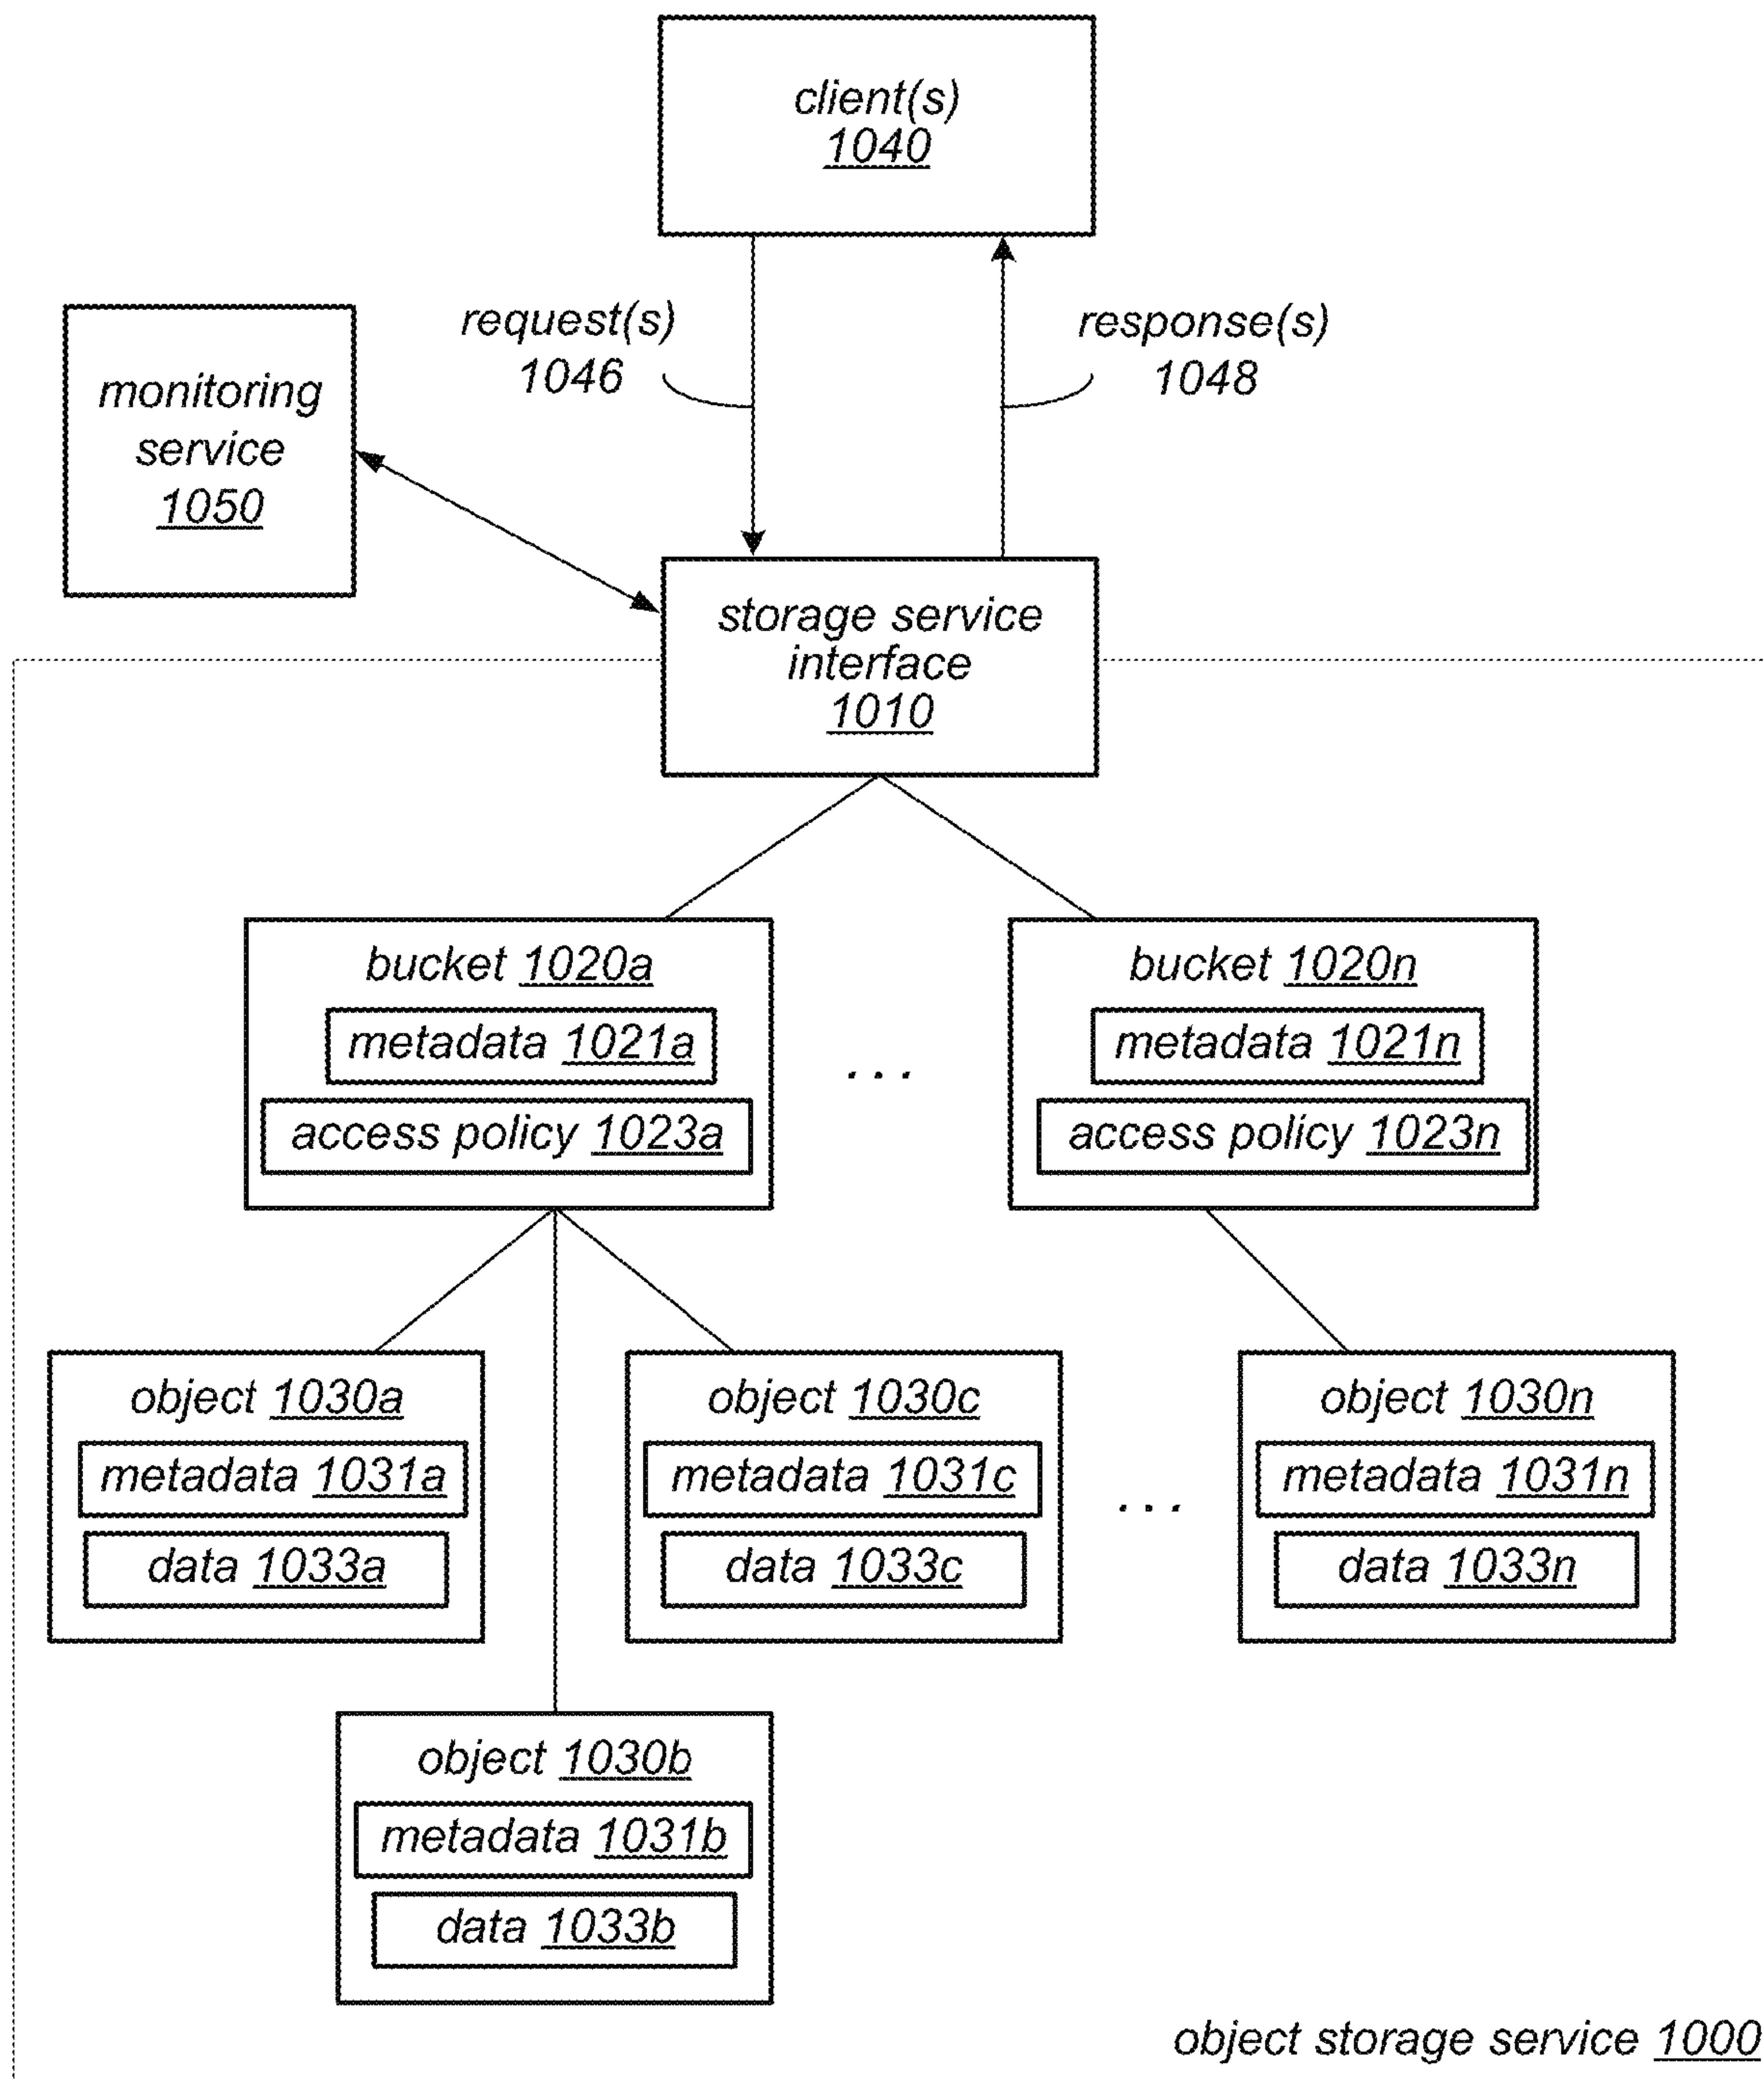 client(s)
1040
request(s)
1046
response(s)
1048
monitoring
service
1050
storage service
interface
1010
bucket 1020a
metadata 1021a
access policy 1023a
. . .
bucket 1020n
metadata 1021n
access policy 1023n
object 1030a
metadata 1031a
data 1033a
object 1030c
metadata 1031c
data 1033c
. . .
object 1030n
metadata 1031n
data 1033n
object 1030b
metadata 1031b
data 1033b
object storage service 1000